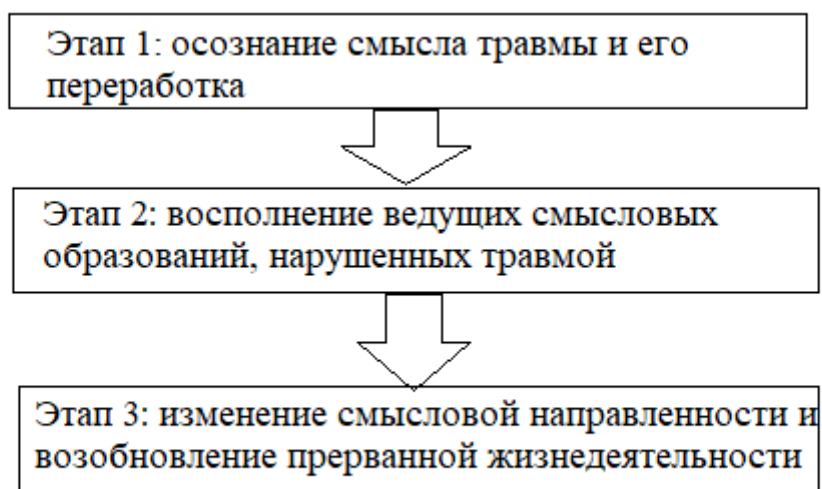 Этап 1: осознание смысла травмы и его
переработка
Этап 2: восполнение ведущих смысловых
образований, нарушенных травмой
Этап 3: изменение смысловой направленности и
возобновление прерванной жизнедеятельности